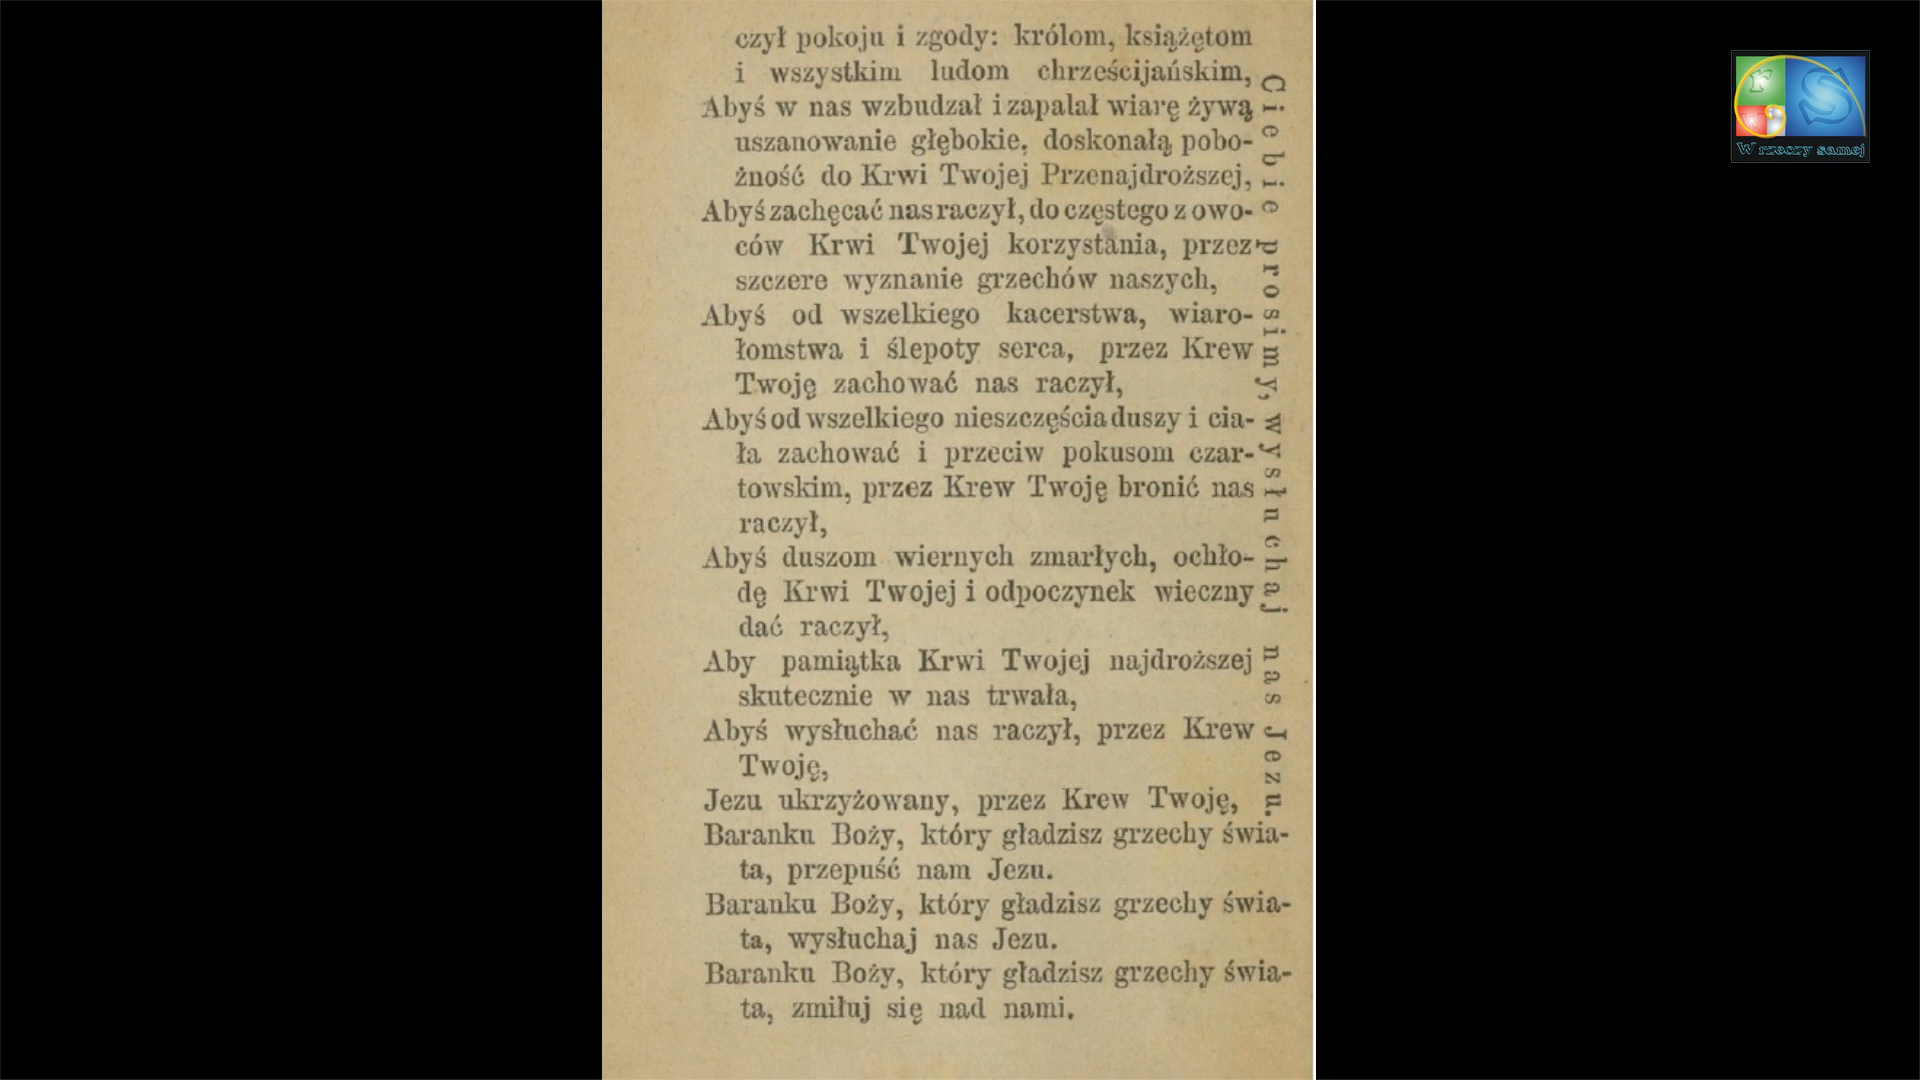 czył pokoju i zgody: królom, książętom
i wszystkim ludom chrześcijańskim,
Abyś w nas wzbudzał i zapalał wiarę żywą
uszanowanie głębokie, doskonałą pobo-
żność do Krwi Twojej Przenajdroższej,
Abyś zachęcać nas raczył, do częstego z owo-
ców Krwi Twojej korzystania, przez
szczere wyznanie grzechów naszych,
Abyś od wszelkiego kacerstwa, wiaro-
łomstwa i ślepoty serca, przez Krew
Twoję zachować nas raczył,
Abyś od wszelkiego nieszczęścia duszy i cia-
ła zachować i przeciw pokusom czar-
towskim, przez Krew Twoję bronić nas
raczył,
Abyś duszom wiernych zmarłych, ochło-
dę Krwi Twojej i odpoczynek wieczny
dać raczył,
Aby pamiątka Krwi Twojej najdroższej
skutecznie w nas trwała,
Abyś wysłuchać nas raczył, przez Krew
Twoję,
Jezu ukrzyżowany, przez Krew Twoję,
Ciebie prosimy, wysłuchaj nas Jezu.
Baranku Boży, który gładzisz grzechy świa-
ta, przepuść nam Jezu.
Baranku Boży, który gładzisz grzechy świa-
ta, wysłuchaj nas Jezu.
Baranku Boży, który gładzisz grzechy świa-
ta, zmiłuj się nad nami.
r S
w
W rzeczy samej